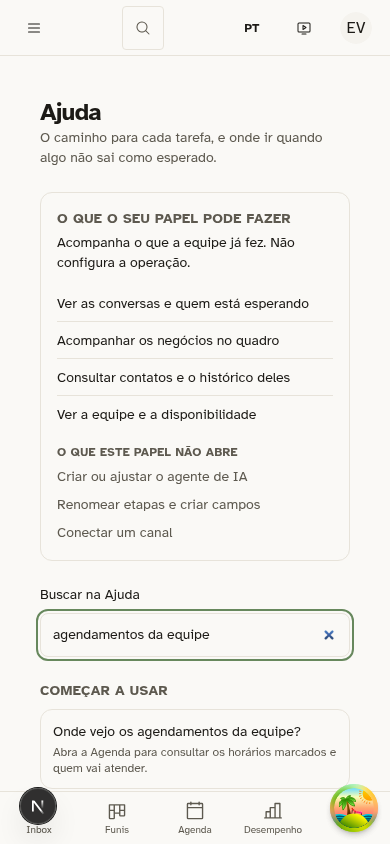 PT
EV
Ajuda
O caminho para cada tarefa, e onde ir quando
algo não sai como esperado.
O QUE O SEU PAPEL PODE FAZER
Acompanha o que a equipe já fez. Não
configura a operação.
Ver as conversas e quem está esperando
Acompanhar os negócios no quadro
Consultar contatos e o histórico deles
Ver a equipe e a disponibilidade
O QUE ESTE PAPEL NÃO ABRE
Criar ou ajustar o agente de IA
Renomear etapas e criar campos
Conectar um canal
Buscar na Ajuda
agendamentos da equipe
COMEÇAR A USAR
Onde vejo os agendamentos da equipe?
Abra a Agenda para consultar os horários marcados e
quem vai atender.
N
Inbox
Funis
Agenda
Desempenho